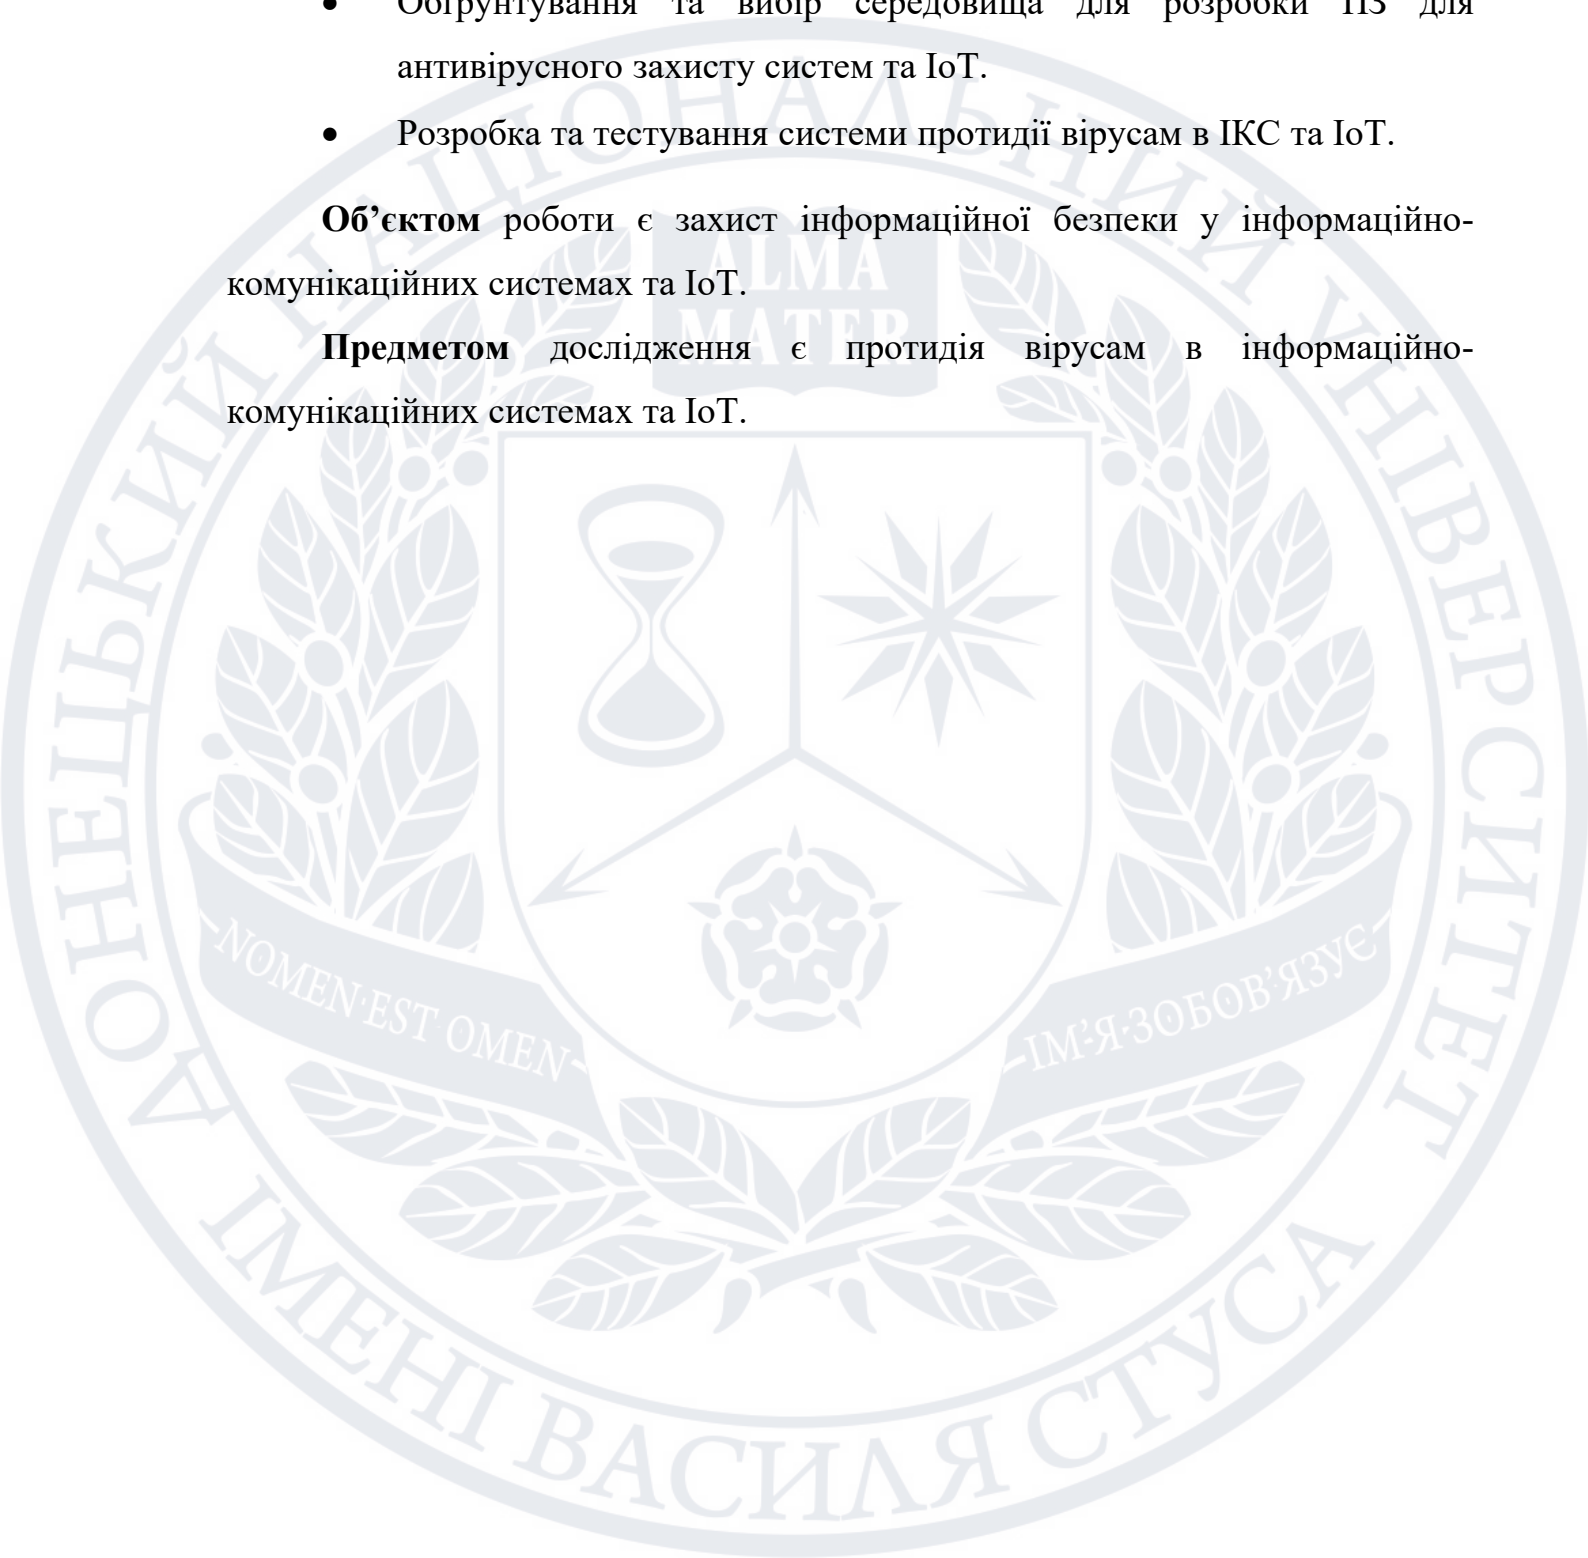 • Обґрунтування та вибір середовища для розробки ПЗ для
антивірусного захисту систем та IoT.
• Розробка та тестування системи протидії вірусам в ІКС та IoT.
Об’єктом роботи є захист інформаційної безпеки у інформаційно-
комунікаційних системах та IoT.
Предметом дослідження є протидія вірусам в інформаційно-
комунікаційних системах та IoT.
ДОНЕЦЬКИЙ НАЦІОНАЛЬНИЙ УНІВЕРСИТЕТ
ІМЕНІ ВАСИЛЯ СТУСА
ALMA
MATER
NOMEN·EST·OMEN
ІМ’Я·ЗОБОВ’ЯЗУЄ